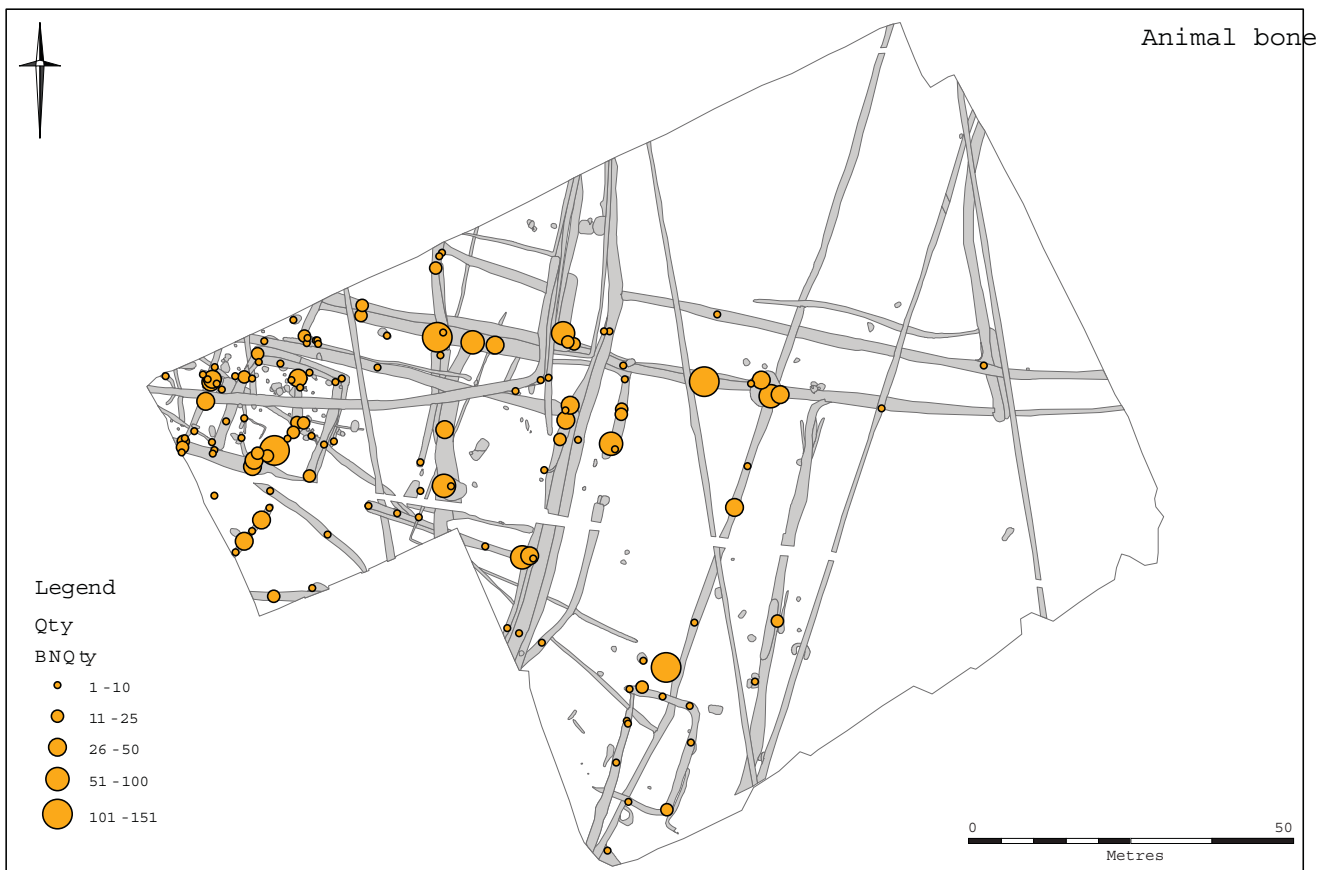 Animal bone
Legend
Qty
BNQty
1 - 10
11 - 25
26 - 50
51 - 100
101 - 151
0 50
Metres